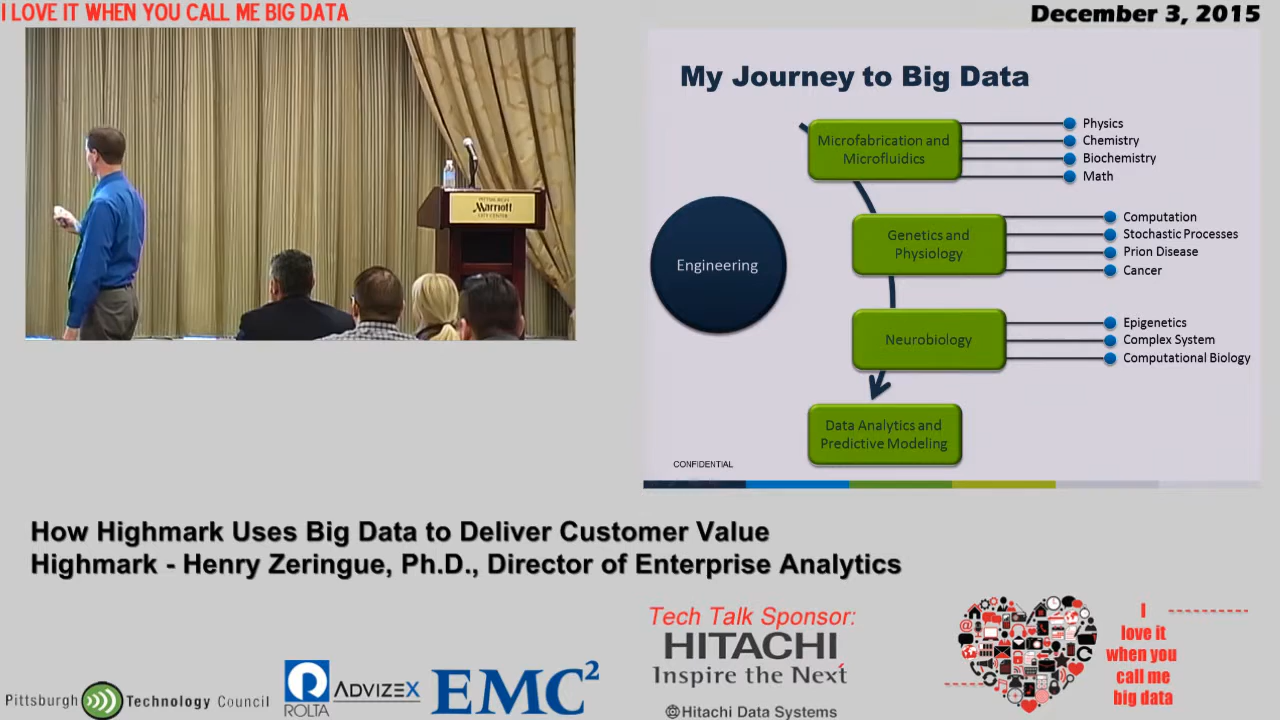 I LOVE IT WHEN YOU CALL ME BIG DATA
December 3, 2015
PITTSBURGH
Marriott
CITY CENTER
My Journey to Big Data
Engineering
Microfabrication and
Microfluidics
Physics
Chemistry
Biochemistry
Math
Genetics and
Physiology
Computation
Stochastic Processes
Prion Disease
Cancer
Neurobiology
Epigenetics
Complex System
Computational Biology
Data Analytics and
Predictive Modeling
CONFIDENTIAL
How Highmark Uses Big Data to Deliver Customer Value
Highmark - Henry Zeringue, Ph.D., Director of Enterprise Analytics
Pittsburgh Technology Council
ROLTA
ADVIZEX
EMC2
Tech Talk Sponsor:
HITACHI
Inspire the Next
@Hitachi Data Systems
I
love it
when you
call me
big data